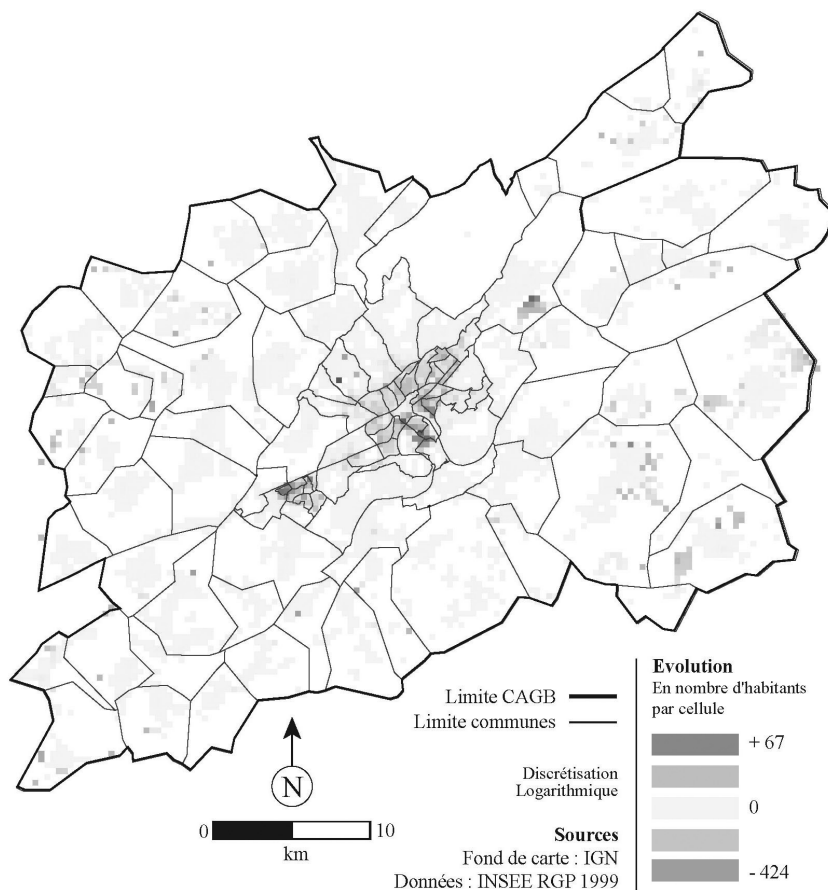 Limite CAGB
Limite communes
N
0 10
km
Discrétisation
Logarithmique
Sources
Fond de carte : IGN
Données : INSEE RGP 1999
Evolution
En nombre d'habitants
par cellule
+ 67
0
- 424